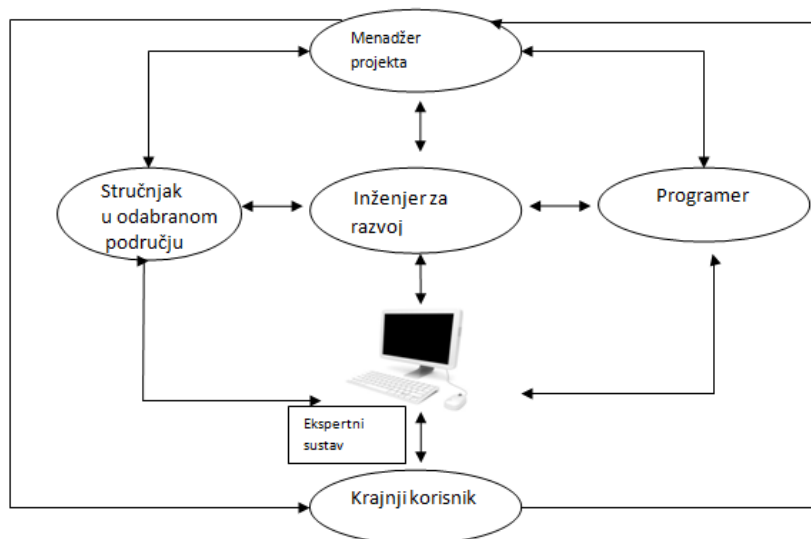 Menadžer
projekta
Stručnjak
u odabranom
području
Inženjer za
razvoj
Programer
Ekspertni
sustav
Krajnji korisnik